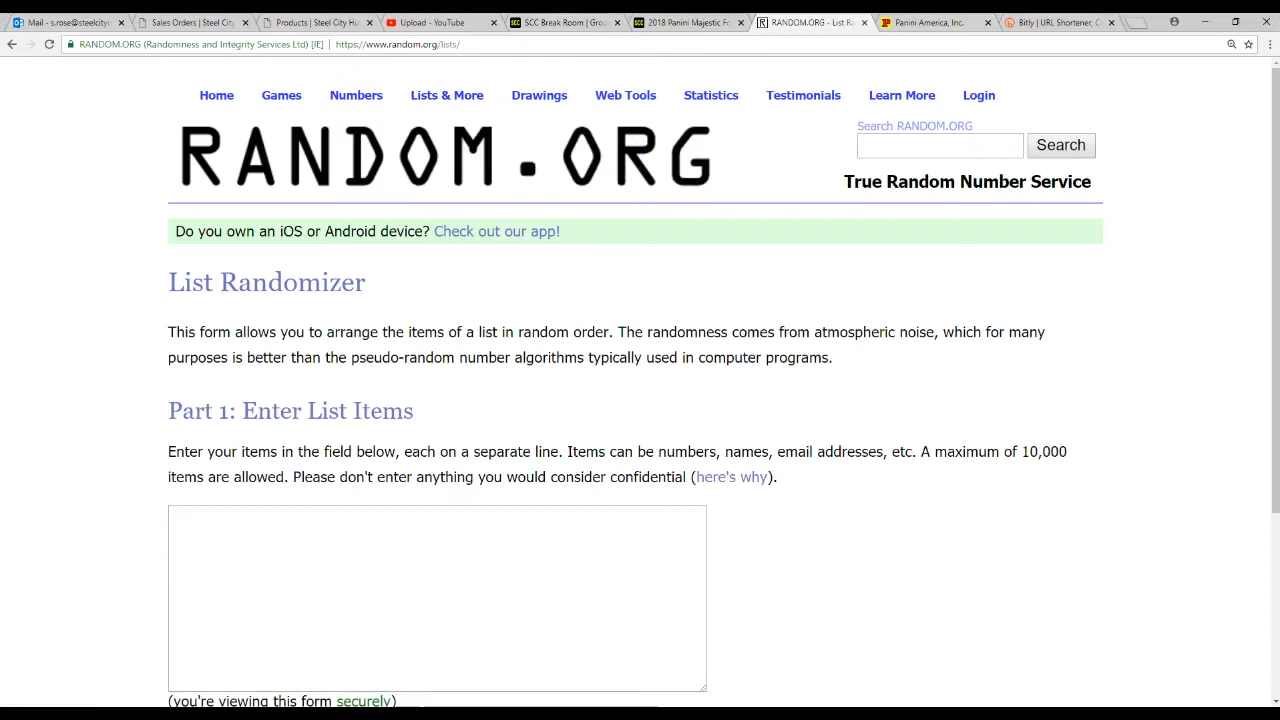 Mail - s.rose@steelcityc
Sales Orders | Steel City
Products | Steel City Hu
Upload - YouTube
SCC Break Room | Grou
2018 Panini Majestic Fo
RANDOM.ORG - List Ra
Panini America, Inc.
Bitly | URL Shortener,
RANDOM.ORG (Randomness and Integrity Services Ltd) [IE]
https://www.random.org/lists/
Home Games Numbers Lists & More Drawings Web Tools Statistics Testimonials Learn More Login
RANDOM.ORG
Search RANDOM.ORG
Search
True Random Number Service
Do you own an iOS or Android device? Check out our app!
List Randomizer
This form allows you to arrange the items of a list in random order. The randomness comes from atmospheric noise, which for many
purposes is better than the pseudo-random number algorithms typically used in computer programs.
Part 1: Enter List Items
Enter your items in the field below, each on a separate line. Items can be numbers, names, email addresses, etc. A maximum of 10,000
items are allowed. Please don't enter anything you would consider confidential (here's why).
(you're viewing this form securely)